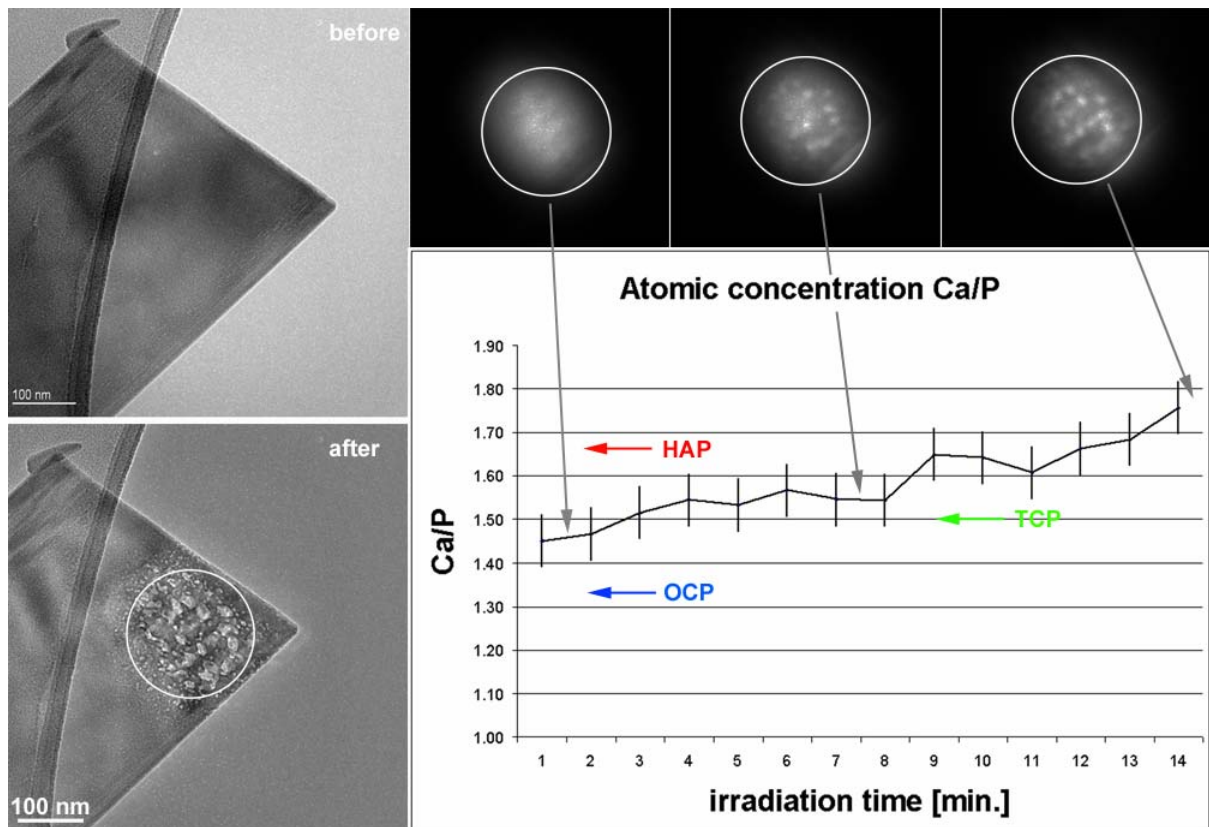 before
100 nm
after
100 nm
Atomic concentration Ca/P
Ca/P
1.90
1.80
1.70
1.60
1.50
1.40
1.30
1.20
1.10
1.00
HAP
TCP
OCP
1 2 3 4 5 6 7 8 9 10 11 12 13 14
irradiation time [min.]